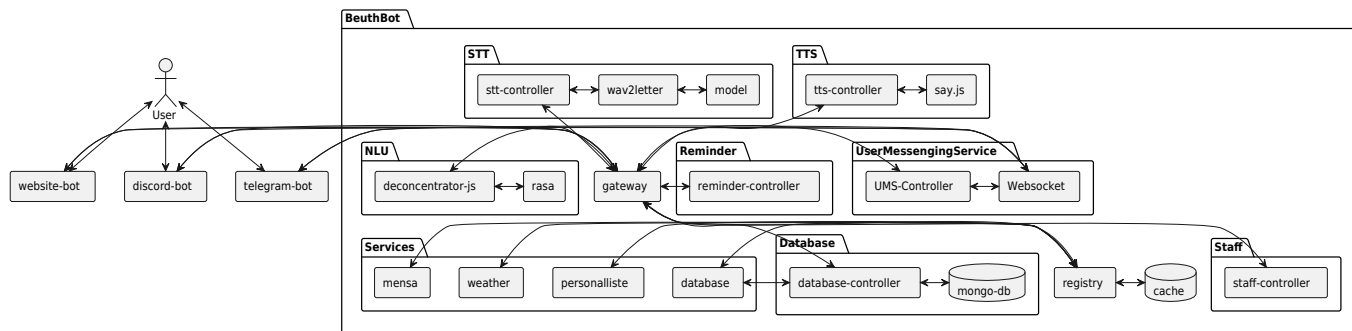 BeuthBot
STT
TTS
stt-controller
wav2letter
model
tts-controller
say.js
User
NLU
Reminder
UserMessengingService
website-bot
discord-bot
telegram-bot
deconcentrator-js
rasa
gateway
reminder-controller
UMS-Controller
Websocket
Services
Database
Staff
mensa
weather
personalliste
database
database-controller
mongo-db
registry
cache
staff-controller